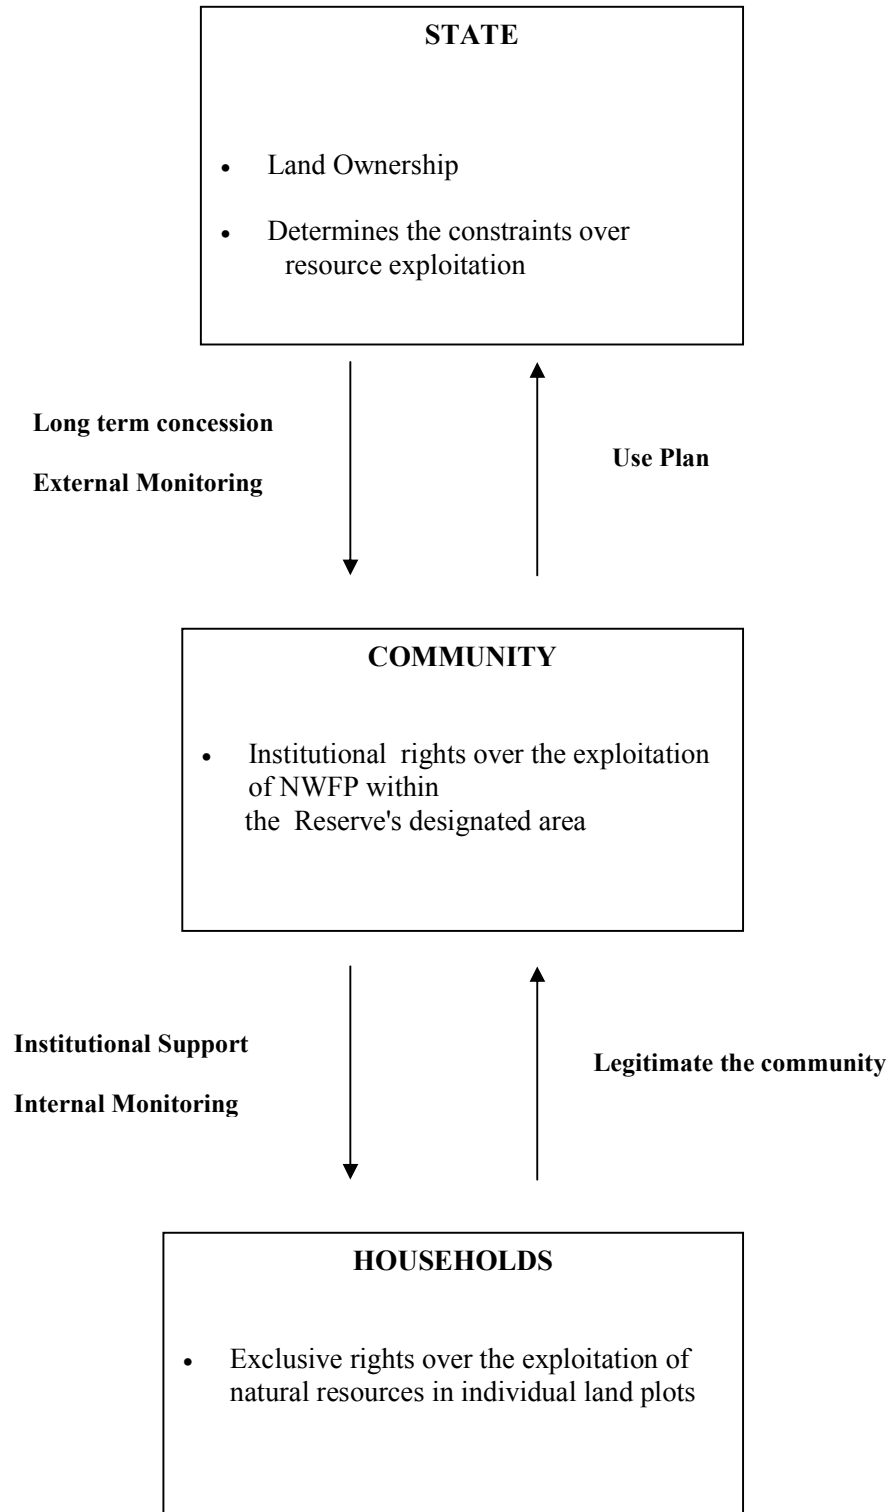 STATE
• Land Ownership
• Determines the constraints over
resource exploitation
Long term concession
External Monitoring
Use Plan
COMMUNITY
• Institutional rights over the exploitation
of NWFP within
the Reserve's designated area
Institutional Support
Internal Monitoring
Legitimate the community
HOUSEHOLDS
• Exclusive rights over the exploitation of
natural resources in individual land plots